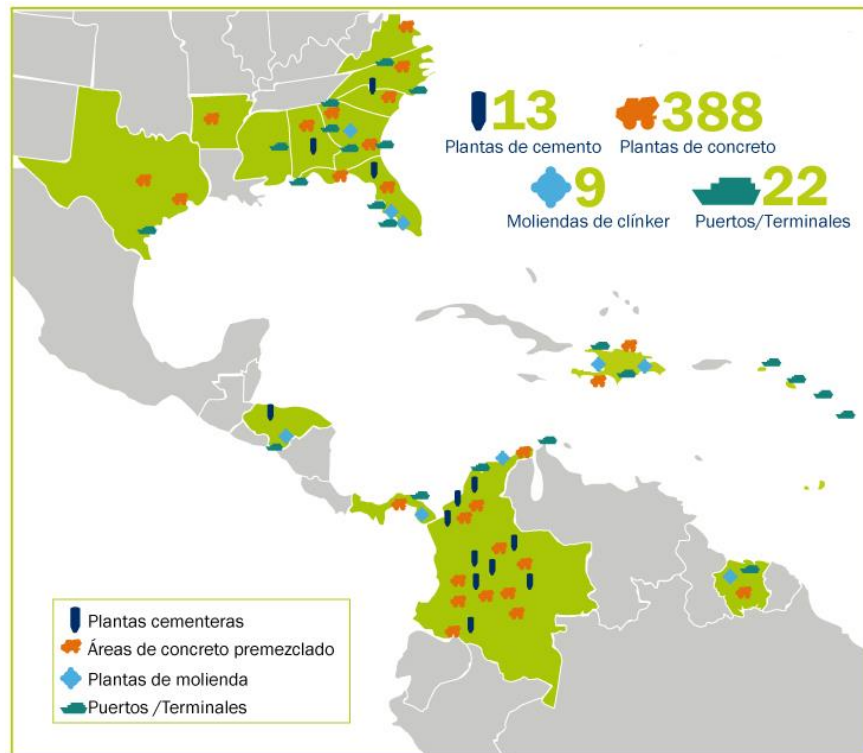 13
Plantas de cemento
388
Plantas de concreto
9
Moliendas de clínker
22
Puertos/Terminales
Plantas cementeras
Áreas de concreto premezclado
Plantas de molienda
Puertos /Terminales